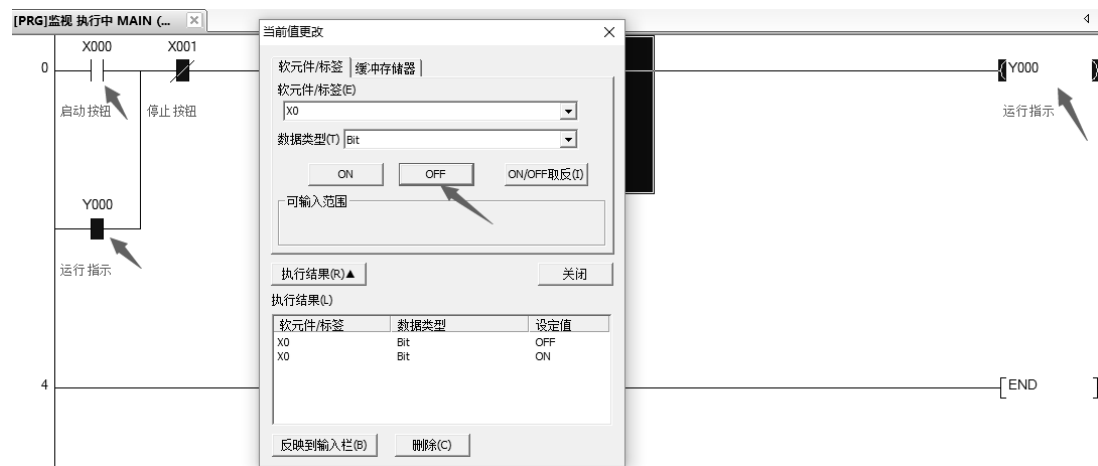 [PRG]监视 执行中 MAIN (...
当前值更改
X000 X001
0
启动按钮 停止按钮
Y000
运行指示
软元件/标签 缓冲存储器
软元件/标签(E)
X0
数据类型(T) Bit
ON OFF ON/OFF取反(I)
可输入范围
执行结果(R)▲ 关闭
执行结果(L)
软元件/标签 数据类型 设定值
X0 Bit OFF
X0 Bit ON
反映到输入栏(B) 删除(C)
Y000
运行指示
4
END